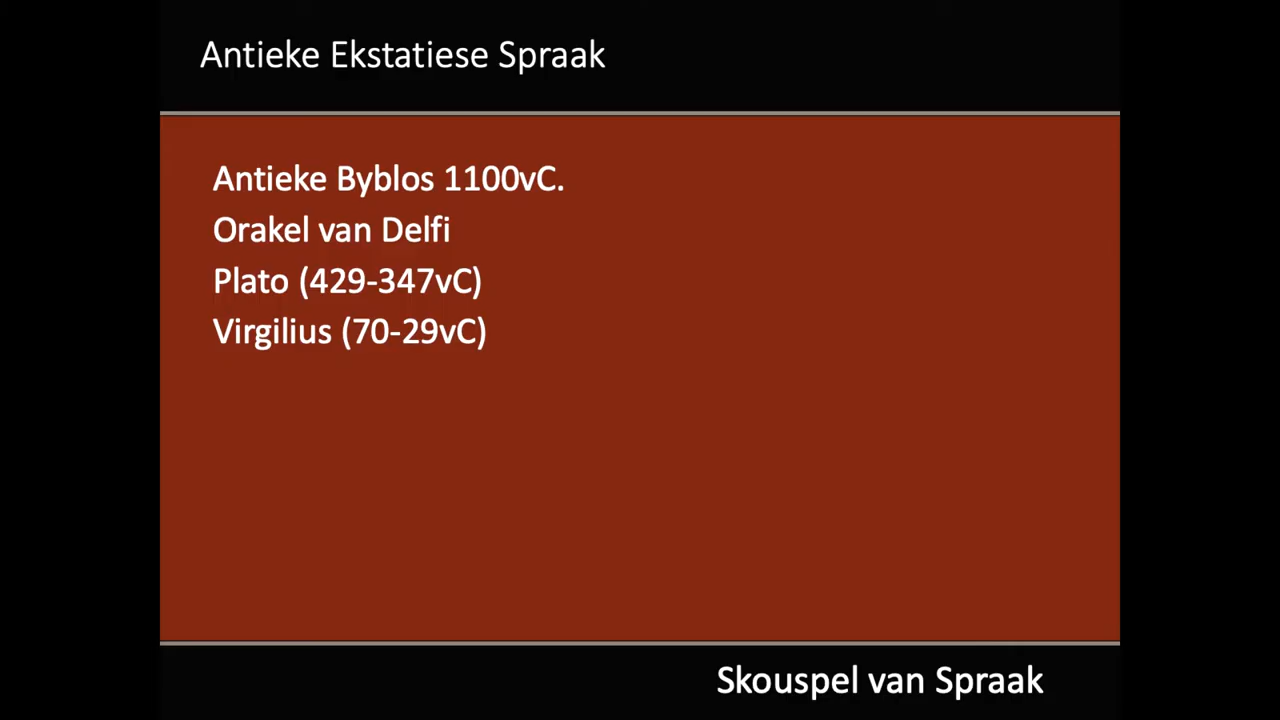 Antieke Ekstatiese Spraak
Antieke Byblos 1100vC.
Orakel van Delfi
Plato (429-347vC)
Virgilius (70-29vC)
Skouspel van Spraak